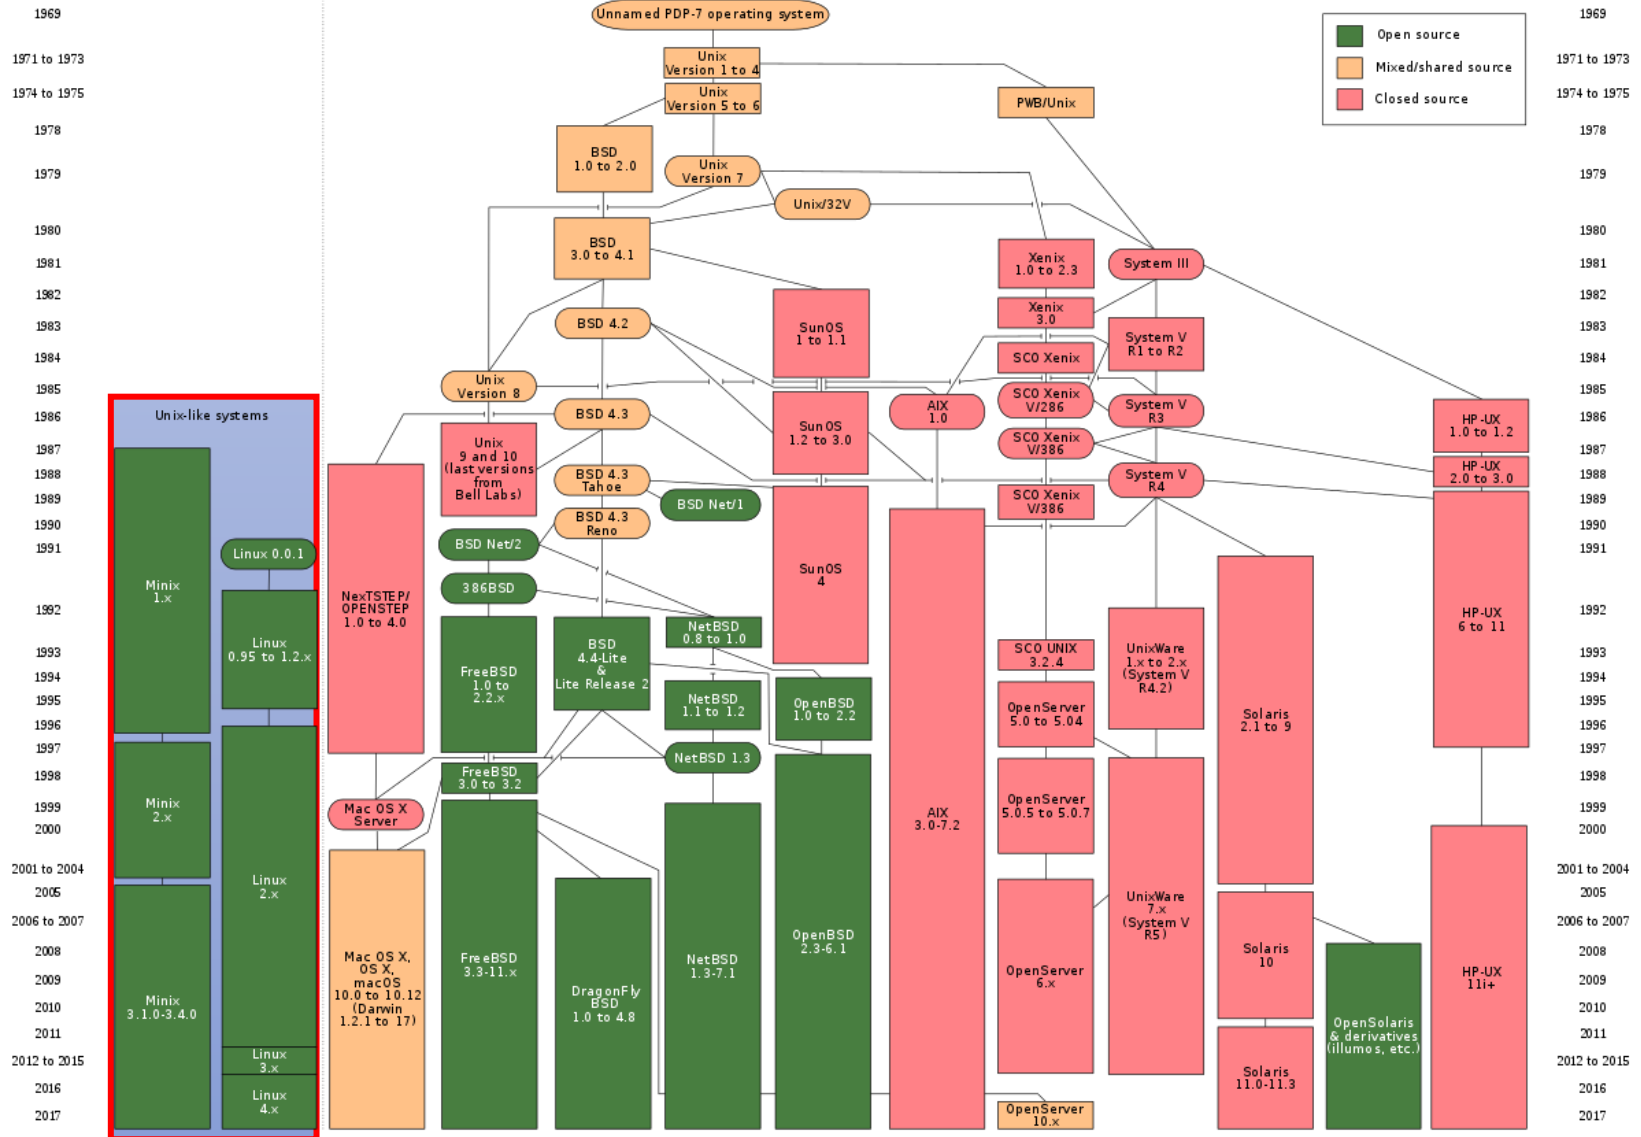 1969
Unnamed PDP-7 operating system
1969
Open source
Mixed/shared source
Closed source
1971 to 1973
Unix
Version 1 to 4
1971 to 1973
1974 to 1975
Unix
Version 5 to 6
PWB/Unix
1974 to 1975
1978
BSD
1.0 to 2.0
1978
1979
Unix
Version 7
1979
Unix/32V
1980
BSD
3.0 to 4.1
1980
1981
Xenix
1.0 to 2.3
System III
1981
1982
Xenix
3.0
1982
1983
BSD 4.2
SunOS
1 to 1.1
System V
R1 to R2
1983
1984
SCO Xenix
1984
1985
Unix
Version 8
SCO Xenix
V/286
1985
1986
Unix-like systems
BSD 4.3
AIX
1.0
System V
R3
HP-UX
1.0 to 1.2
1986
1987
Unix
9 and 10
(last versions
from
Bell Labs)
SunOS
1.2 to 3.0
SCO Xenix
V/386
1987
1988
BSD 4.3
Tahoe
System V
R4
HP-UX
2.0 to 3.0
1988
1989
BSD Net/1
SCO Xenix
V/386
1989
1990
BSD 4.3
Reno
1990
1991
Linux 0.0.1
BSD Net/2
1991
Minix
1.x
NexTSTEP/
OPENSTEP
1.0 to 4.0
386BSD
SunOS
4
HP-UX
6 to 11
1992
NetBSD
0.8 to 1.0
1992
1993
Linux
0.95 to 1.2.x
FreeBSD
1.0 to
2.2.x
BSD
4.4-Lite
&
Lite Release 2
SCO UNIX
3.2.4
UnixWare
1.x to 2.x
(System V
R4.2)
1993
1994
1994
1995
NetBSD
1.1 to 1.2
OpenBSD
1.0 to 2.2
OpenServer
5.0 to 5.04
Solaris
2.1 to 9
1995
1996
1996
1997
NetBSD 1.3
1997
1998
FreeBSD
3.0 to 3.2
1998
1999
Minix
2.x
Mac OS X
Server
AIX
3.0-7.2
OpenServer
5.0.5 to 5.0.7
1999
2000
2000
2001 to 2004
Linux
2.x
2001 to 2004
2005
2005
2006 to 2007
UnixWare
7.x
(System V
R5)
2006 to 2007
2008
Mac OS X,
OS X,
macOS
10.0 to 10.12
(Darwin
1.2.1 to 17)
FreeBSD
3.3-11.x
OpenBSD
2.3-6.1
Solaris
10
2008
2009
NetBSD
1.3-7.1
OpenServer
6.x
HP-UX
11i+
2009
2010
Minix
3.1.0-3.4.0
DragonFly
BSD
1.0 to 4.8
2010
2011
OpenSolaris
& derivatives
(illumos, etc.)
2011
2012 to 2015
Linux
3.x
2012 to 2015
2016
Solaris
11.0-11.3
2016
2017
Linux
4.x
OpenServer
10.x
2017